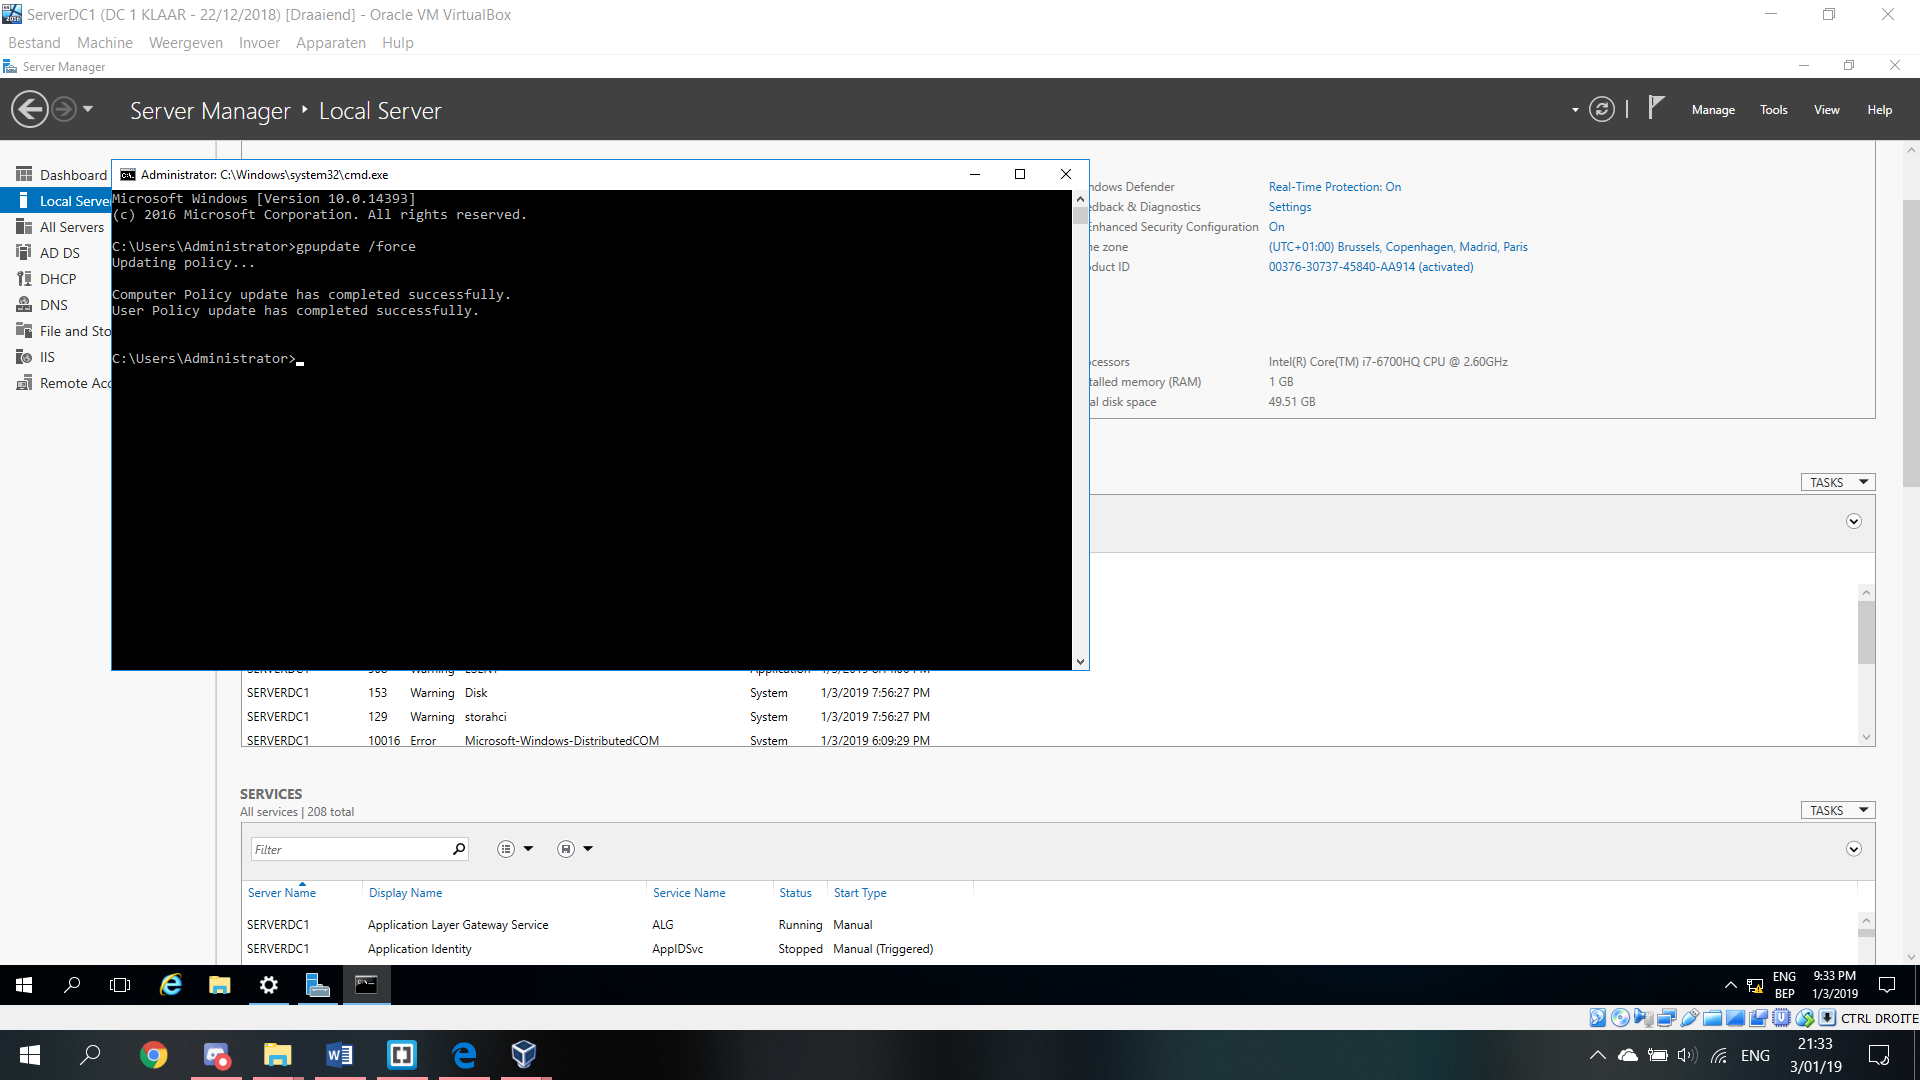 ServerDC1 (DC 1 KLAAR - 22/12/2018) [Draaiend] - Oracle VM VirtualBox
Bestand Machine Weergeven Invoer Apparaten Hulp
Server Manager
Server Manager Local Server
Manage Tools View Help
Dashboard
Local Serve
All Servers
AD DS
DHCP
DNS
File and Sto
IIS
Remote Acc
Administrator: C:\Windows\system32\cmd.exe
Microsoft Windows [Version 10.0.14393]
(c) 2016 Microsoft Corporation. All rights reserved.
C:\Users\Administrator>gpupdate /force
Updating policy...
Computer Policy update has completed successfully.
User Policy update has completed successfully.
C:\Users\Administrator>
ndows Defender Real-Time Protection: On
edback & Diagnostics Settings
Enhanced Security Configuration On
ne zone (UTC+01:00) Brussels, Copenhagen, Madrid, Paris
duct ID 00376-30737-45840-AA914 (activated)
cessors Intel(R) Core(TM) i7-6700HQ CPU @ 2.60GHz
talled memory (RAM) 1 GB
al disk space 49.51 GB
TASKS
SERVERDC1 153 Warning Disk System 1/3/2019 7:56:27 PM
SERVERDC1 129 Warning storahci System 1/3/2019 7:56:27 PM
SERVERDC1 10016 Error Microsoft-Windows-DistributedCOM System 1/3/2019 6:09:29 PM
SERVICES
All services | 208 total
TASKS
Filter
Server Name Display Name Service Name Status Start Type
SERVERDC1 Application Layer Gateway Service ALG Running Manual
SERVERDC1 Application Identity AppIDSvc Stopped Manual (Triggered)
ENG 9:33 PM
BEP 1/3/2019
CTRL DROITE
ENG 21:33
3/01/19